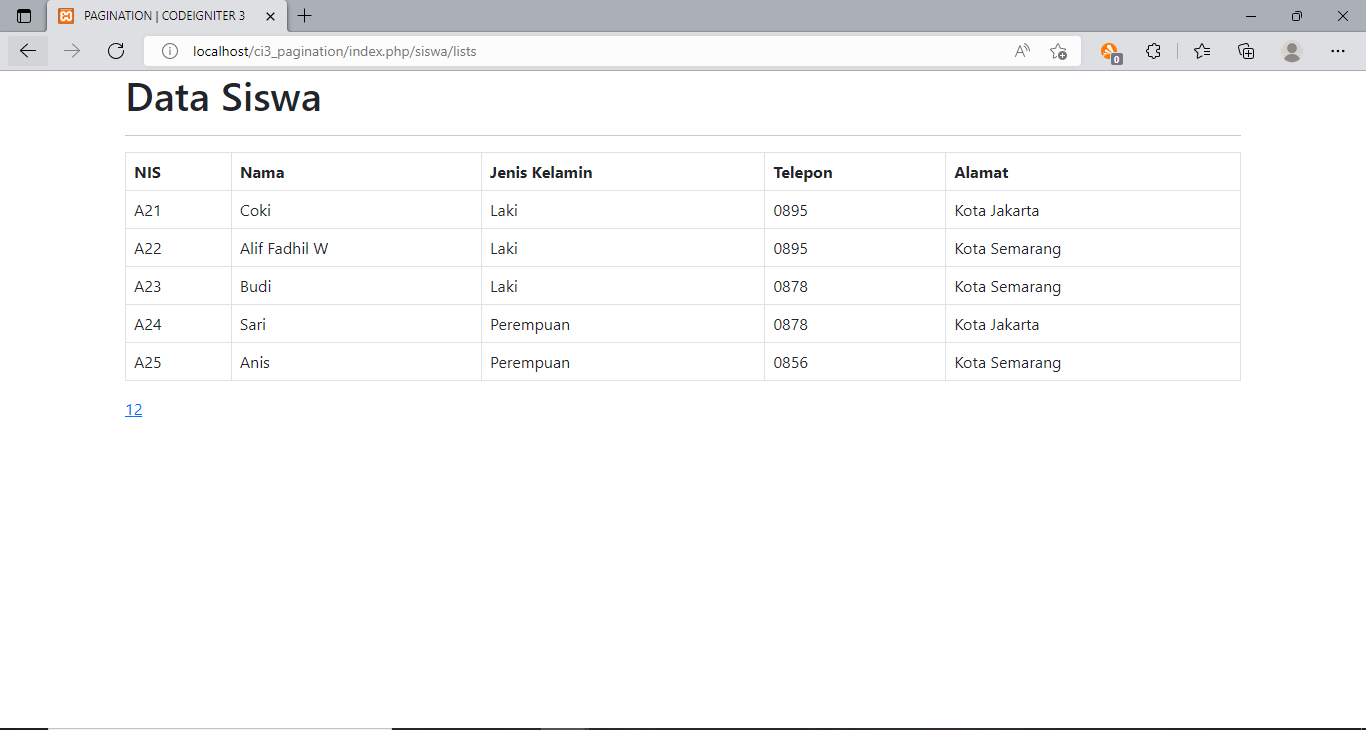 PAGINATION | CODEIGNITER 3
localhost/ci3_pagination/index.php/siswa/lists
0
Data Siswa
NIS Nama Jenis Kelamin Telepon Alamat
A21 Coki Laki 0895 Kota Jakarta
A22 Alif Fadhil W Laki 0895 Kota Semarang
A23 Budi Laki 0878 Kota Semarang
A24 Sari Perempuan 0878 Kota Jakarta
A25 Anis Perempuan 0856 Kota Semarang
12